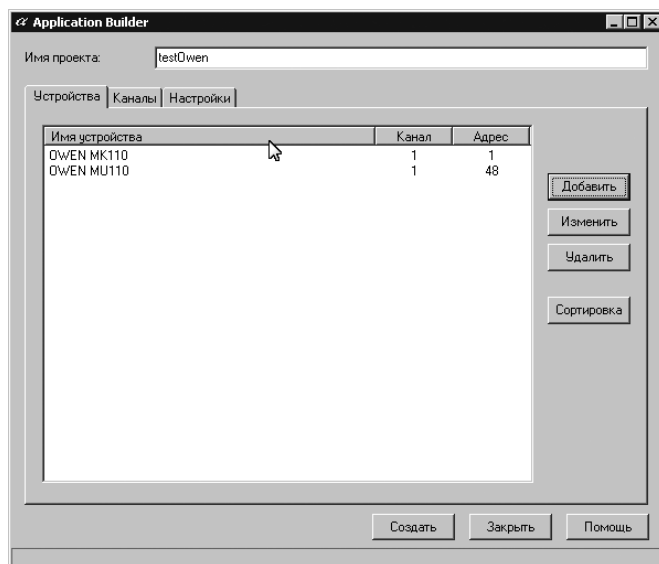 Application Builder
Имя проекта: testOwen
Устройства Каналы Настройки
Имя устройства Канал Адрес
OWEN MK110 1 1
OWEN MU110 1 48
Добавить
Изменить
Удалить
Сортировка
Создать Закрыть Помощь